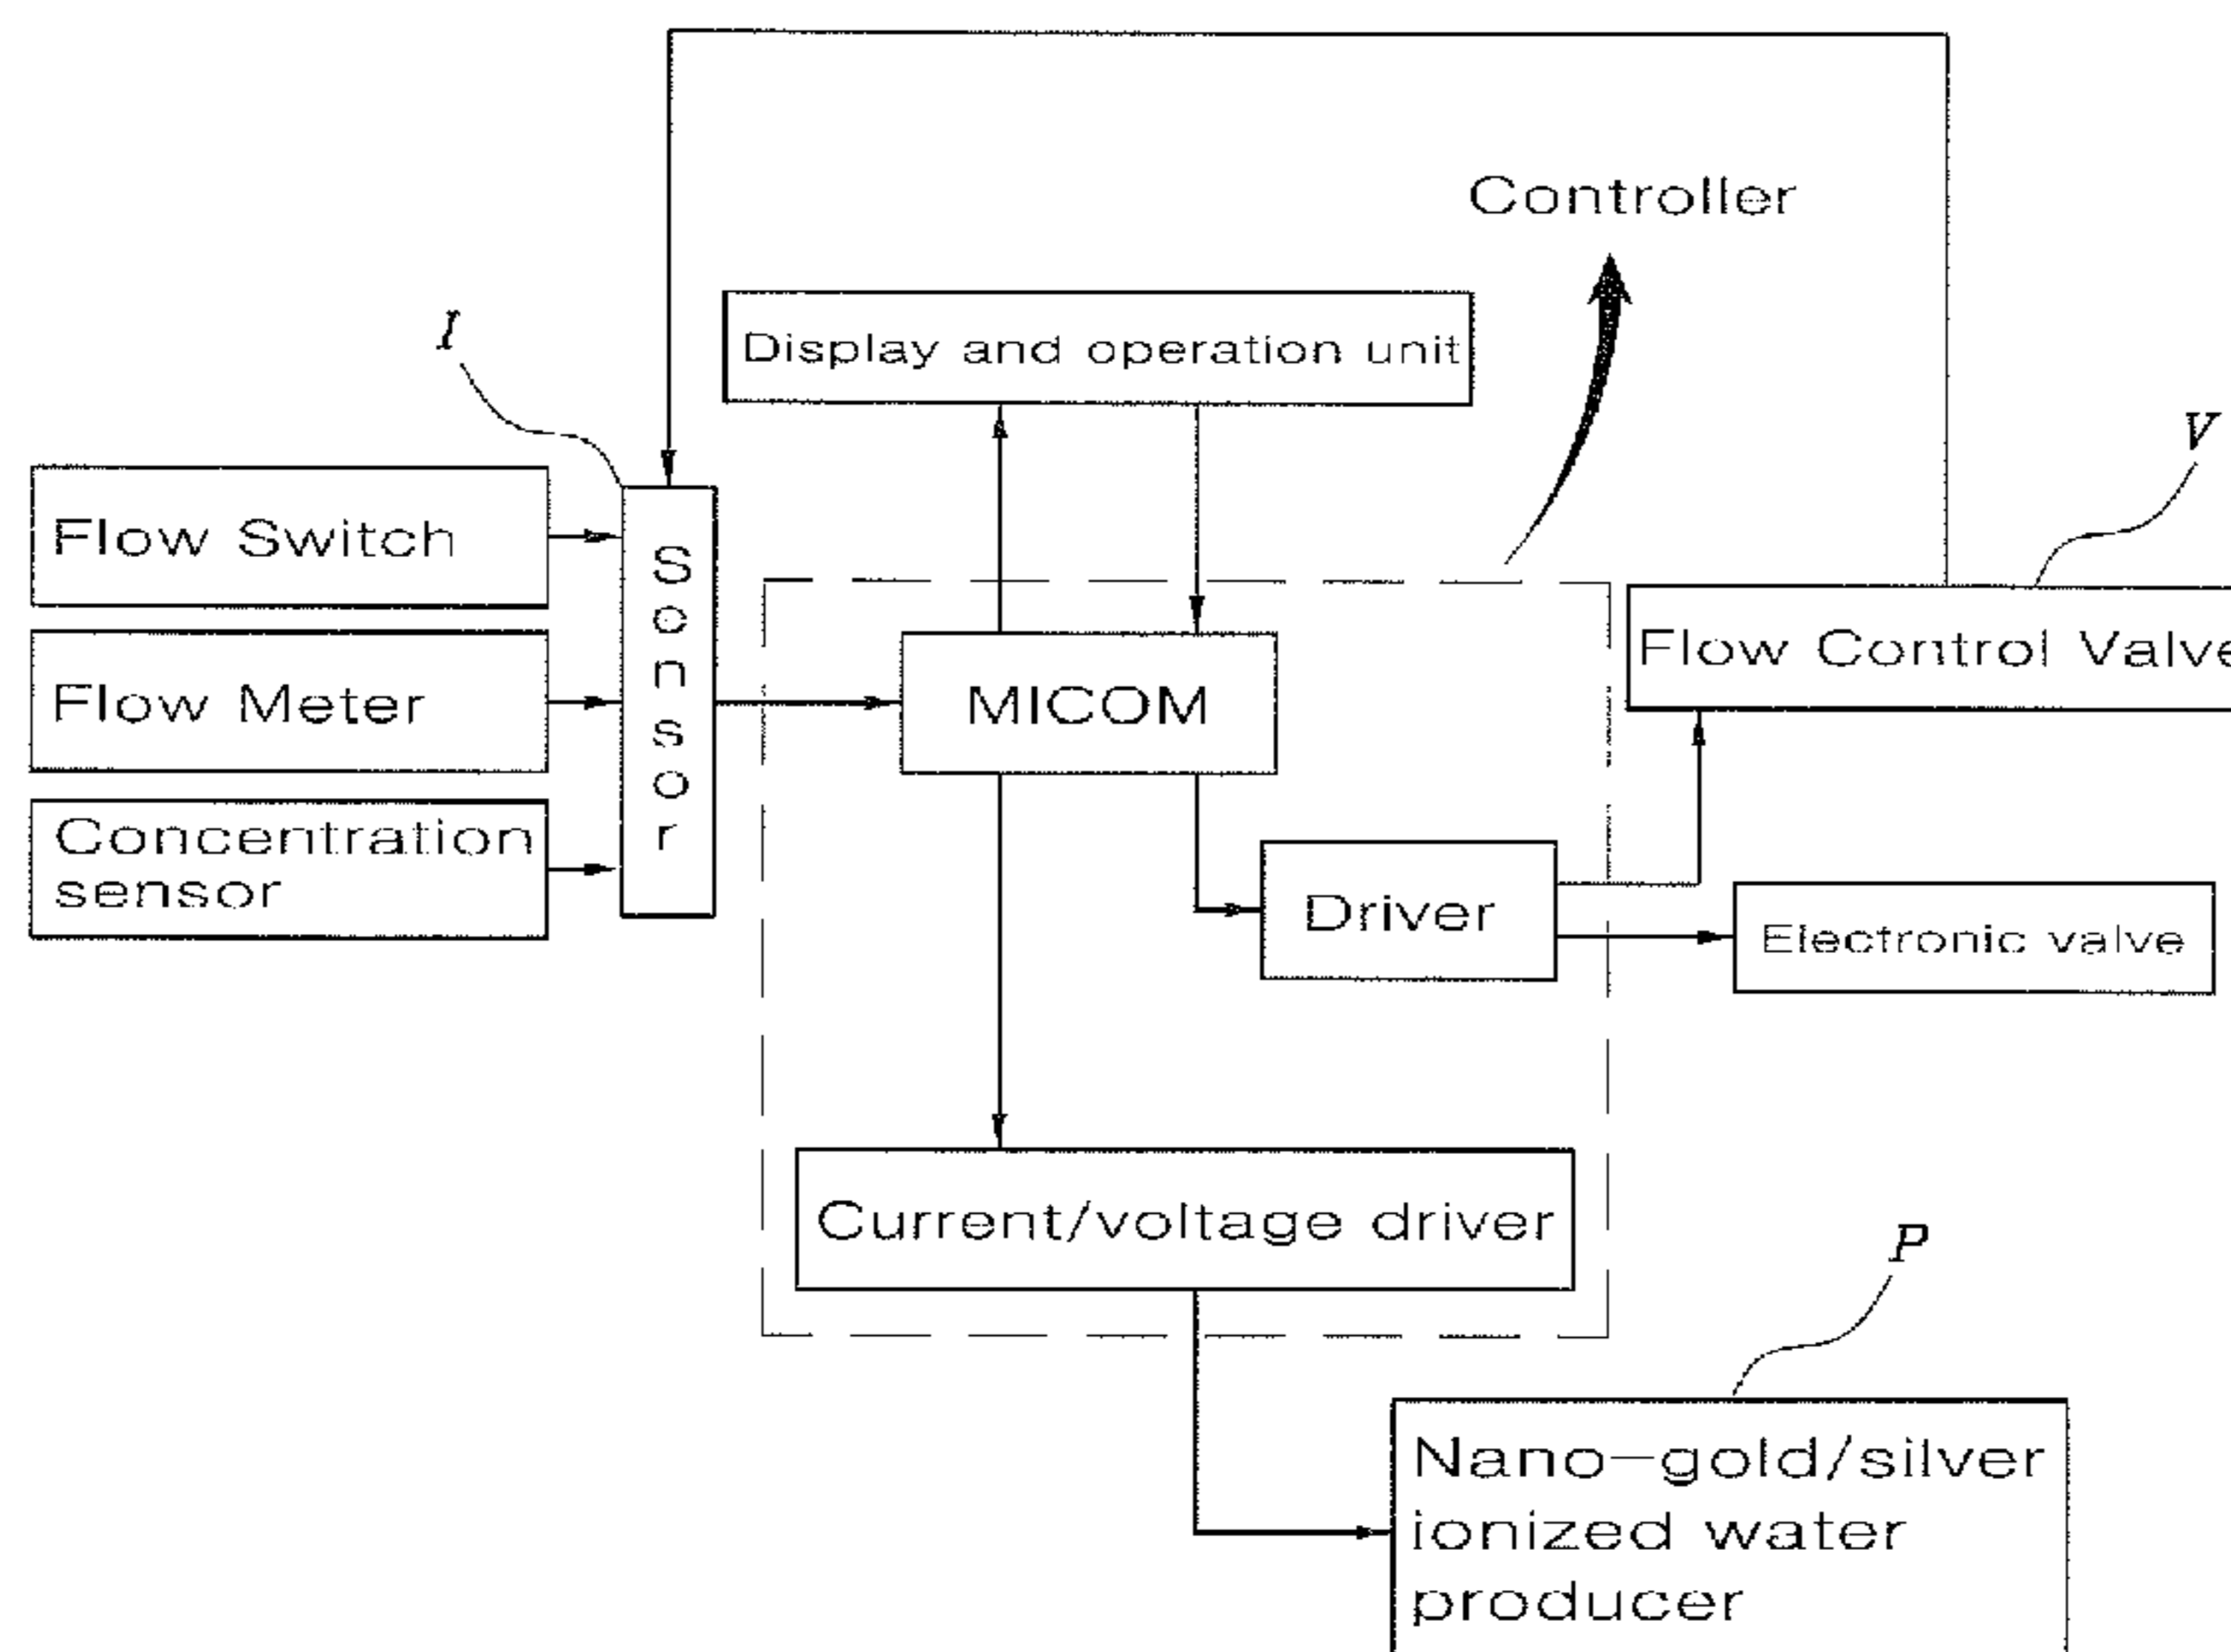 Controller
I
Display and operation unit
V
Flow Switch
Sensor
Flow Control Valve
Flow Meter
MICOM
Concentration
sensor
Driver
Electronic valve
Current/voltage driver
P
Nano-gold/silver
ionized water
producer